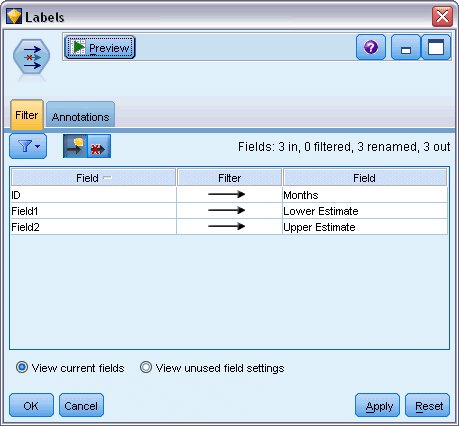 Labels
Preview
?
Filter Annotations
Fields: 3 in, 0 filtered, 3 renamed, 3 out
Field Filter Field
ID Months
Field1 Lower Estimate
Field2 Upper Estimate
View current fields View unused field settings
OK Cancel Apply Reset